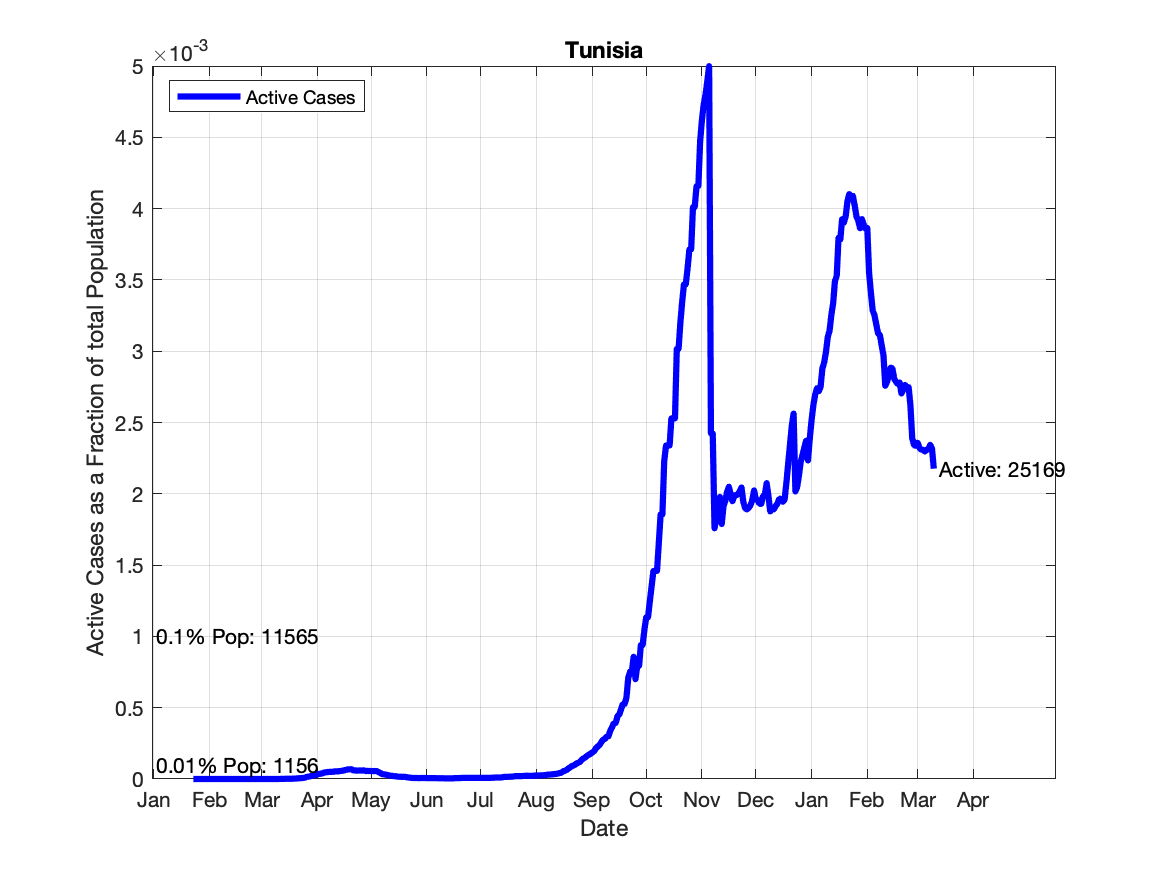 Tunisia
×10-3
Active Cases
5
4.5
4
3.5
3
2.5
2
1.5
1
0.5
0
Active Cases as a Fraction of total Population
Active: 25169
0.1% Pop: 11565
0.01% Pop: 1156
Jan Feb Mar Apr May Jun Jul Aug Sep Oct Nov Dec Jan Feb Mar Apr
Date